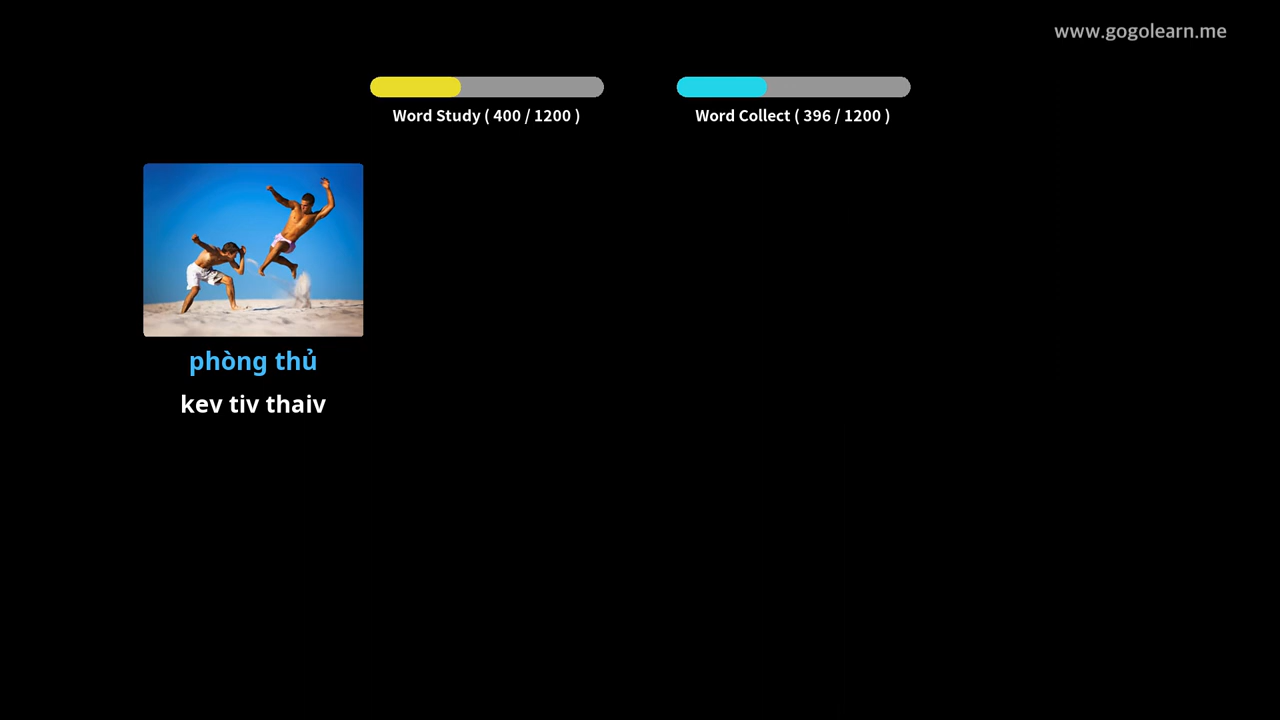 www.gogolearn.me
Word Study ( 400 / 1200 )
Word Collect ( 396 / 1200 )
phòng thủ
kev tiv thaiv